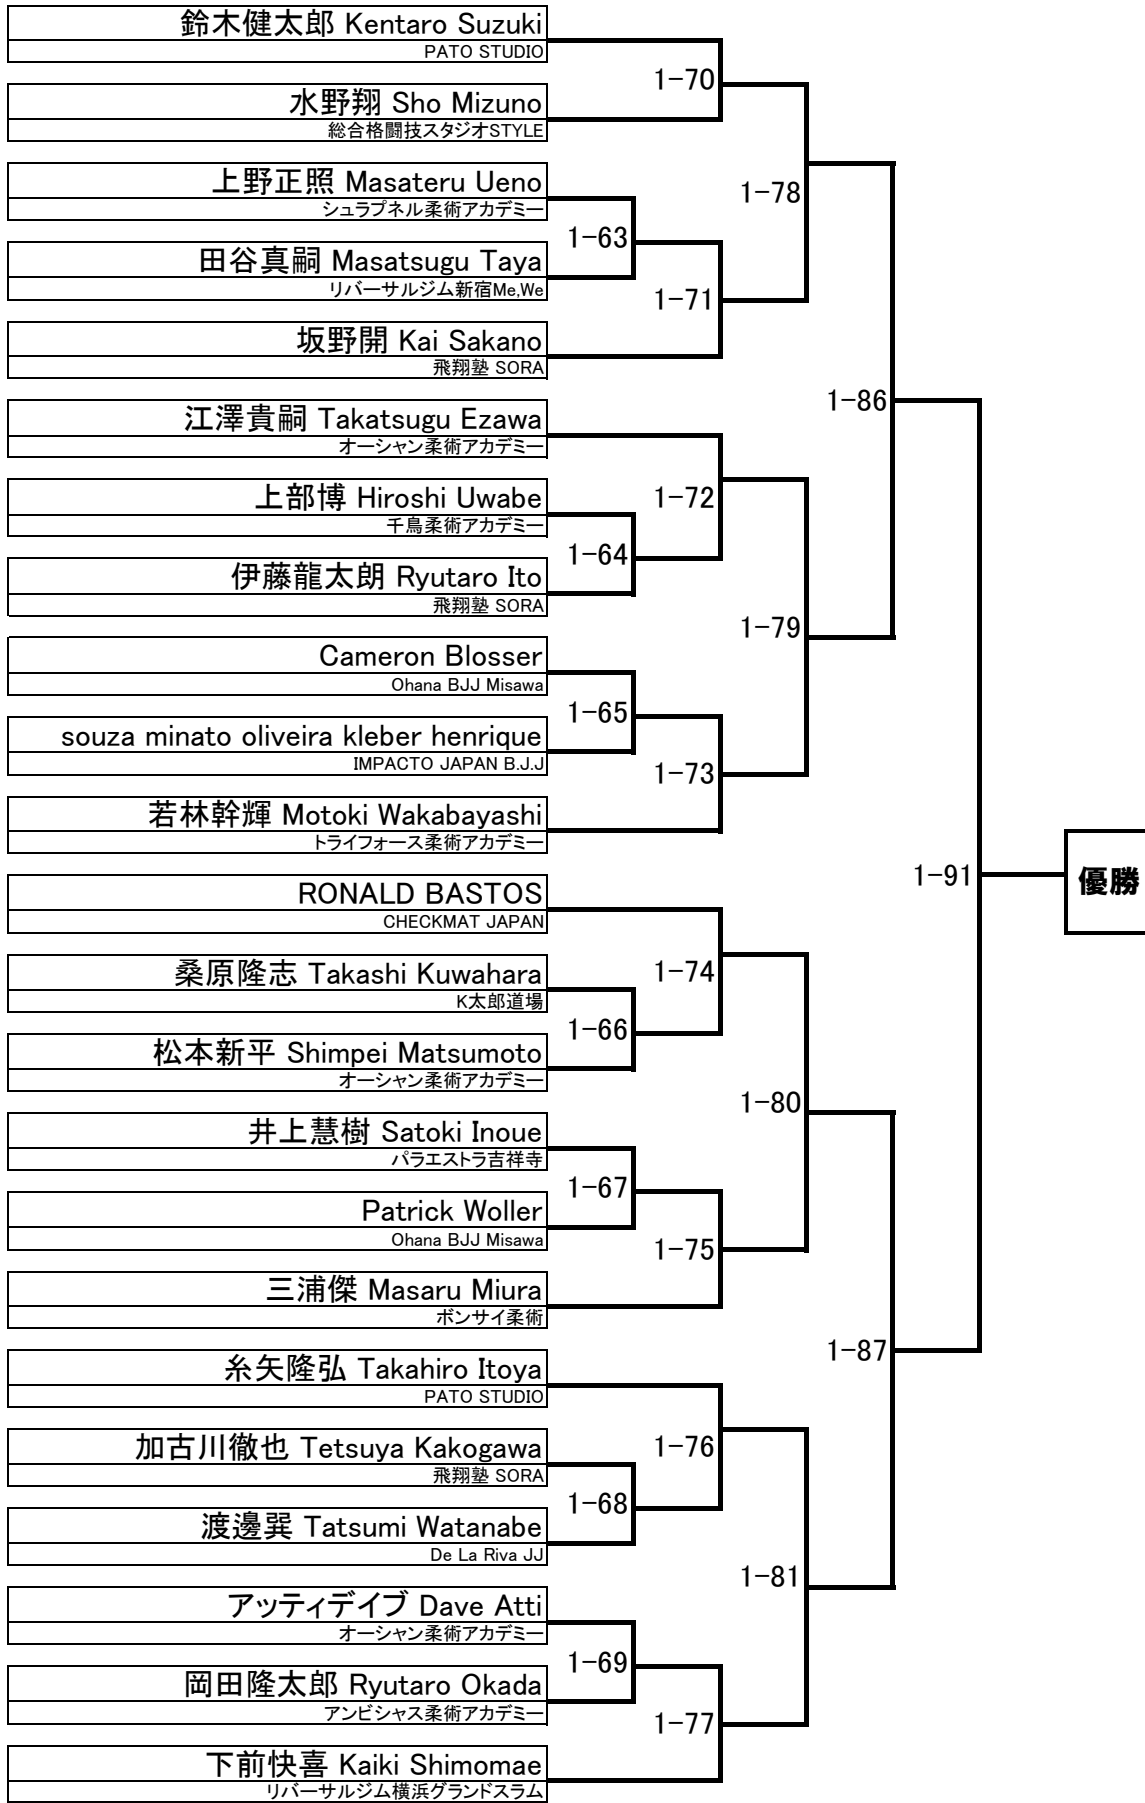 鈴木健太郎 Kentaro Suzuki
PATO STUDIO
1-70
水野翔 Sho Mizuno
総合格闘技スタジオSTYLE
1-78
上野正照 Masateru Ueno
シュラプネル柔術アカデミー
1-63
田谷真嗣 Masatsugu Taya
リバーサルジム新宿Me,We
1-71
坂野開 Kai Sakano
飛翔塾 SORA
1-86
江澤貴嗣 Takatsugu Ezawa
オーシャン柔術アカデミー
1-72
上部博 Hiroshi Uwabe
千鳥柔術アカデミー
1-64
伊藤龍太朗 Ryutaro Ito
飛翔塾 SORA
1-79
Cameron Blosser
Ohana BJJ Misawa
1-65
souza minato oliveira kleber henrique
IMPACTO JAPAN B.J.J
1-73
若林幹輝 Motoki Wakabayashi
トライフォース柔術アカデミー
1-91
優勝
RONALD BASTOS
CHECKMAT JAPAN
1-74
桑原隆志 Takashi Kuwahara
K太郎道場
1-66
松本新平 Shimpei Matsumoto
オーシャン柔術アカデミー
1-80
井上慧樹 Satoki Inoue
パラエストラ吉祥寺
1-67
Patrick Woller
Ohana BJJ Misawa
1-75
三浦傑 Masaru Miura
ボンサイ柔術
1-87
糸矢隆弘 Takahiro Itoya
PATO STUDIO
1-76
加古川徹也 Tetsuya Kakogawa
飛翔塾 SORA
1-68
渡邊巽 Tatsumi Watanabe
De La Riva JJ
1-81
アッティデイブ Dave Atti
オーシャン柔術アカデミー
1-69
岡田隆太郎 Ryutaro Okada
アンビシャス柔術アカデミー
1-77
下前快喜 Kaiki Shimomae
リバーサルジム横浜グランドスラム